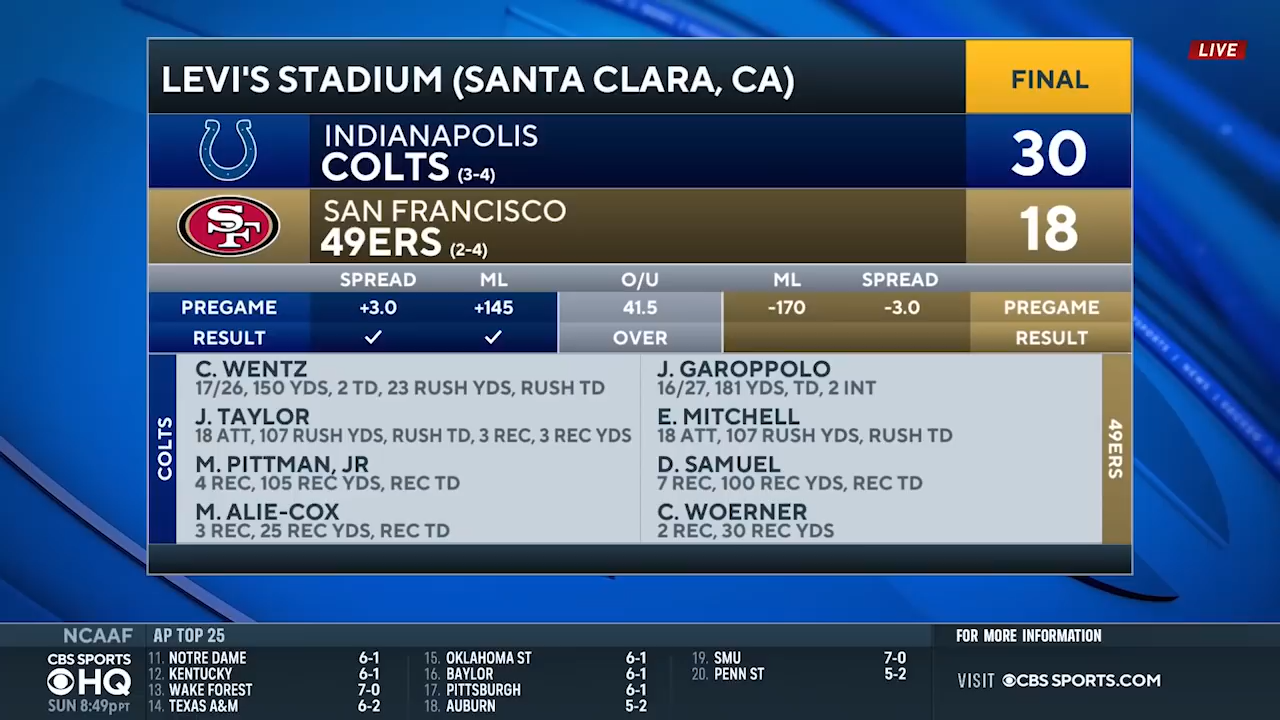 LIVE
LEVI'S STADIUM (SANTA CLARA, CA) FINAL
INDIANAPOLIS
COLTS (3-4) 30
SF
SAN FRANCISCO
49ERS (2-4) 18
SPREAD ML O/U ML SPREAD
PREGAME +3.0 +145 41.5 -170 -3.0 PREGAME
RESULT ✓ ✓ OVER RESULT
COLTS
C. WENTZ
17/26, 150 YDS, 2 TD, 23 RUSH YDS, RUSH TD
J. TAYLOR
18 ATT, 107 RUSH YDS, RUSH TD, 3 REC, 3 REC YDS
M. PITTMAN, JR
4 REC, 105 REC YDS, REC TD
M. ALIE-COX
3 REC, 25 REC YDS, REC TD
J. GAROPPOLO
16/27, 181 YDS, TD, 2 INT
E. MITCHELL
18 ATT, 107 RUSH YDS, RUSH TD
D. SAMUEL
7 REC, 100 REC YDS, REC TD
C. WOERNER
2 REC, 30 REC YDS
49ERS
NCAAF AP TOP 25 FOR MORE INFORMATION
CBS SPORTS
HQ
SUN 8:49P PT
11. NOTRE DAME 6-1
12. KENTUCKY 6-1
13. WAKE FOREST 7-0
14. TEXAS A&M 6-2
15. OKLAHOMA ST 6-1
16. BAYLOR 6-1
17. PITTSBURGH 6-1
18. AUBURN 5-2
19. SMU 7-0
20. PENN ST 5-2
VISIT CBS SPORTS.COM